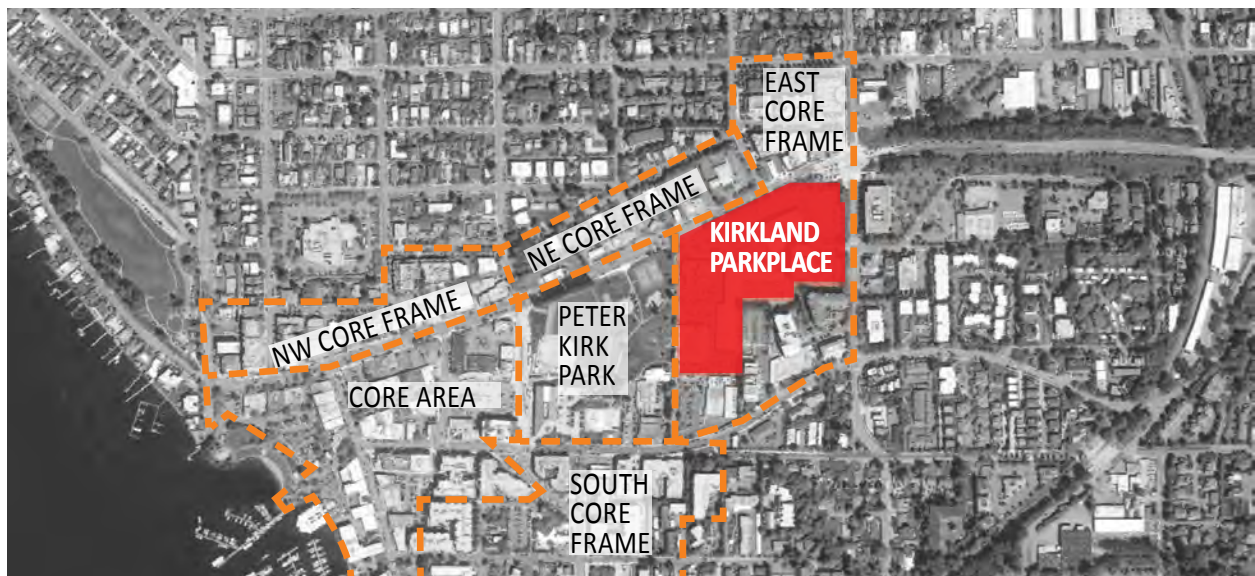 EAST
CORE
FRAME
NE CORE FRAME
KIRKLAND
PARKPLACE
NW CORE FRAME
PETER
KIRK
PARK
CORE AREA
SOUTH
CORE
FRAME